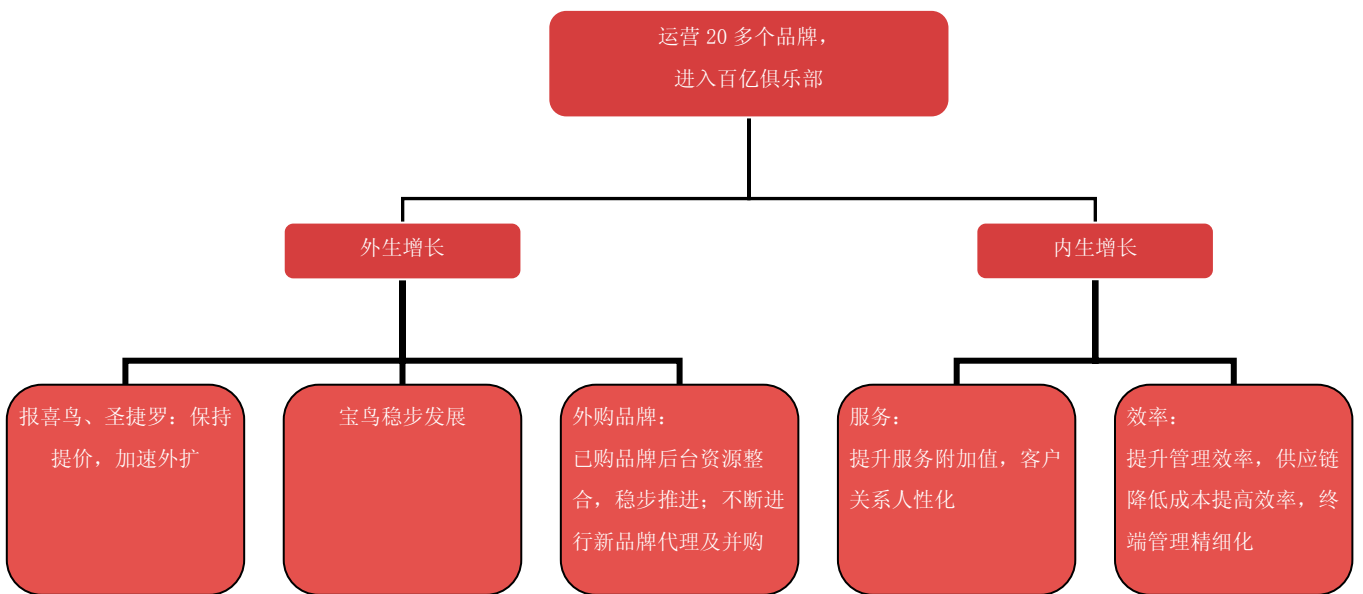 运营 20 多个品牌，
进入百亿俱乐部
外生增长
内生增长
报喜鸟、圣捷罗：保持
提价，加速外扩
宝鸟稳步发展
外购品牌：
已购品牌后台资源整
合，稳步推进；不断进
行新品牌代理及并购
服务：
提升服务附加值，客户
关系人性化
效率：
提升管理效率，供应链
降低成本提高效率，终
端管理精细化